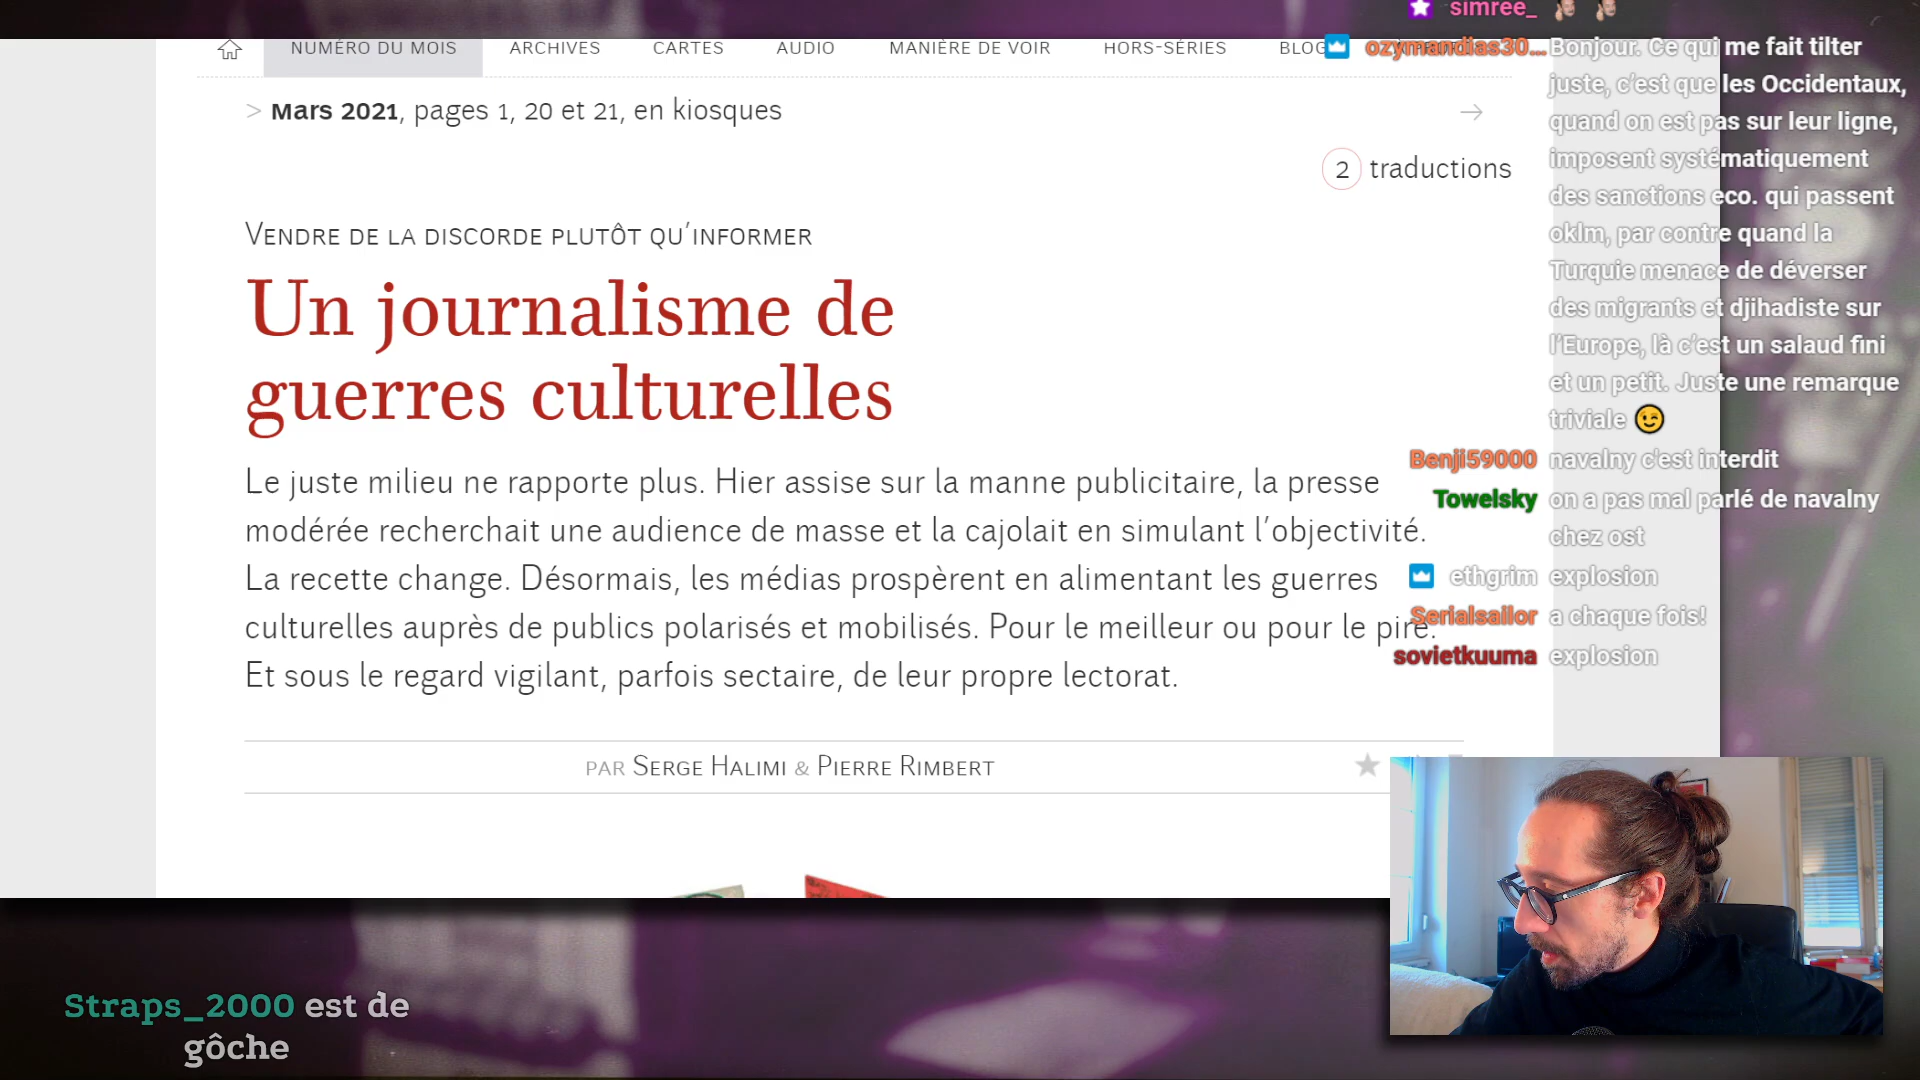 NUMÉRO DU MOIS ARCHIVES CARTES AUDIO MANIÈRE DE VOIR HORS-SÉRIES BLOG
> Mars 2021, pages 1, 20 et 21, en kiosques →
2 traductions
VENDRE DE LA DISCORDE PLUTÔT QU'INFORMER
Un journalisme de
guerres culturelles
Le juste milieu ne rapporte plus. Hier assise sur la manne publicitaire, la presse
modérée recherchait une audience de masse et la cajolait en simulant l'objectivité.
La recette change. Désormais, les médias prospèrent en alimentant les guerres
culturelles auprès de publics polarisés et mobilisés. Pour le meilleur ou pour le pire.
Et sous le regard vigilant, parfois sectaire, de leur propre lectorat.
PAR SERGE HALIMI & PIERRE RIMBERT
simree_
ozymandias30... Bonjour. Ce qui me fait tilter
juste, c'est que les Occidentaux,
quand on est pas sur leur ligne,
imposent systématiquement
des sanctions eco. qui passent
oklm, par contre quand la
Turquie menace de déverser
des migrants et djihadiste sur
l'Europe, là c'est un salaud fini
et un petit. Juste une remarque
triviale 😉
Benji59000 navalny c'est interdit
Towelsky on a pas mal parlé de navalny
chez ost
ethgrim explosion
Serialsailor a chaque fois!
sovietkuuma explosion
Straps_2000 est de
gôche